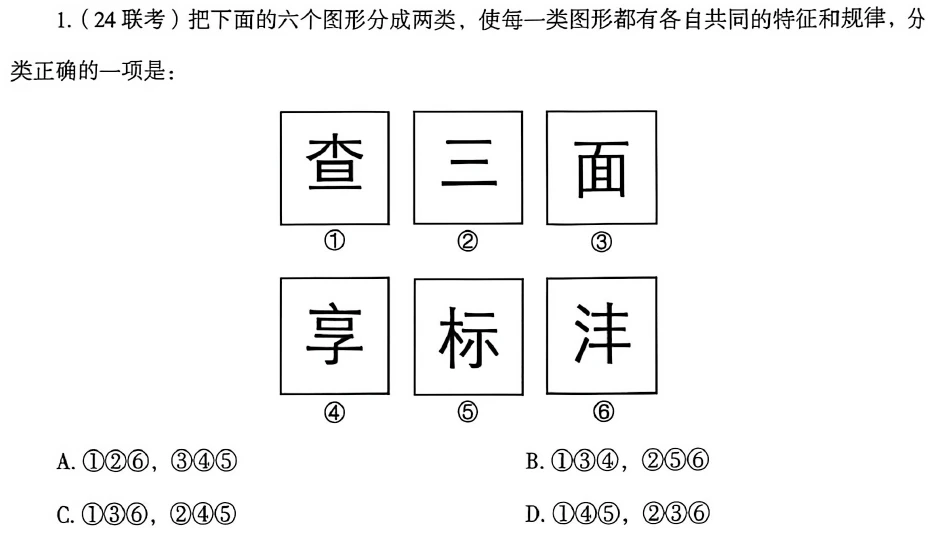 1.（24联考）把下面的六个图形分成两类，使每一类图形都有各自共同的特征和规律，分
类正确的一项是：
查 三 面
① ② ③
享 标 沣
④ ⑤ ⑥
A. ①②⑥，③④⑤ B. ①③④，②⑤⑥
C. ①③⑥，②④⑤ D. ①④⑤，②③⑥